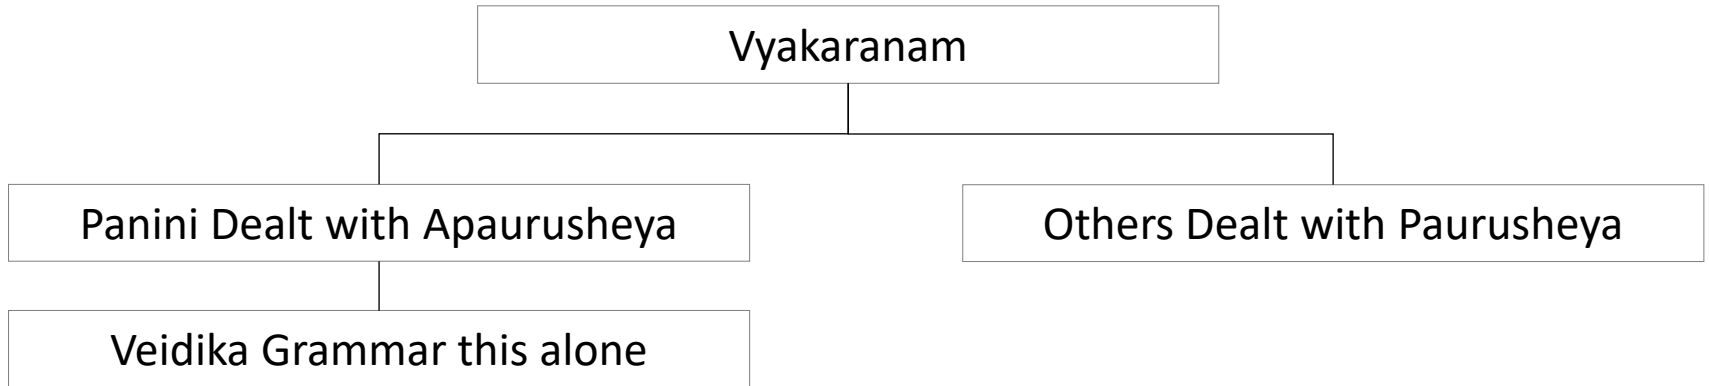 Vyakaranam
Panini Dealt with Apaurusheya
Others Dealt with Paurusheya
Veidika Grammar this alone